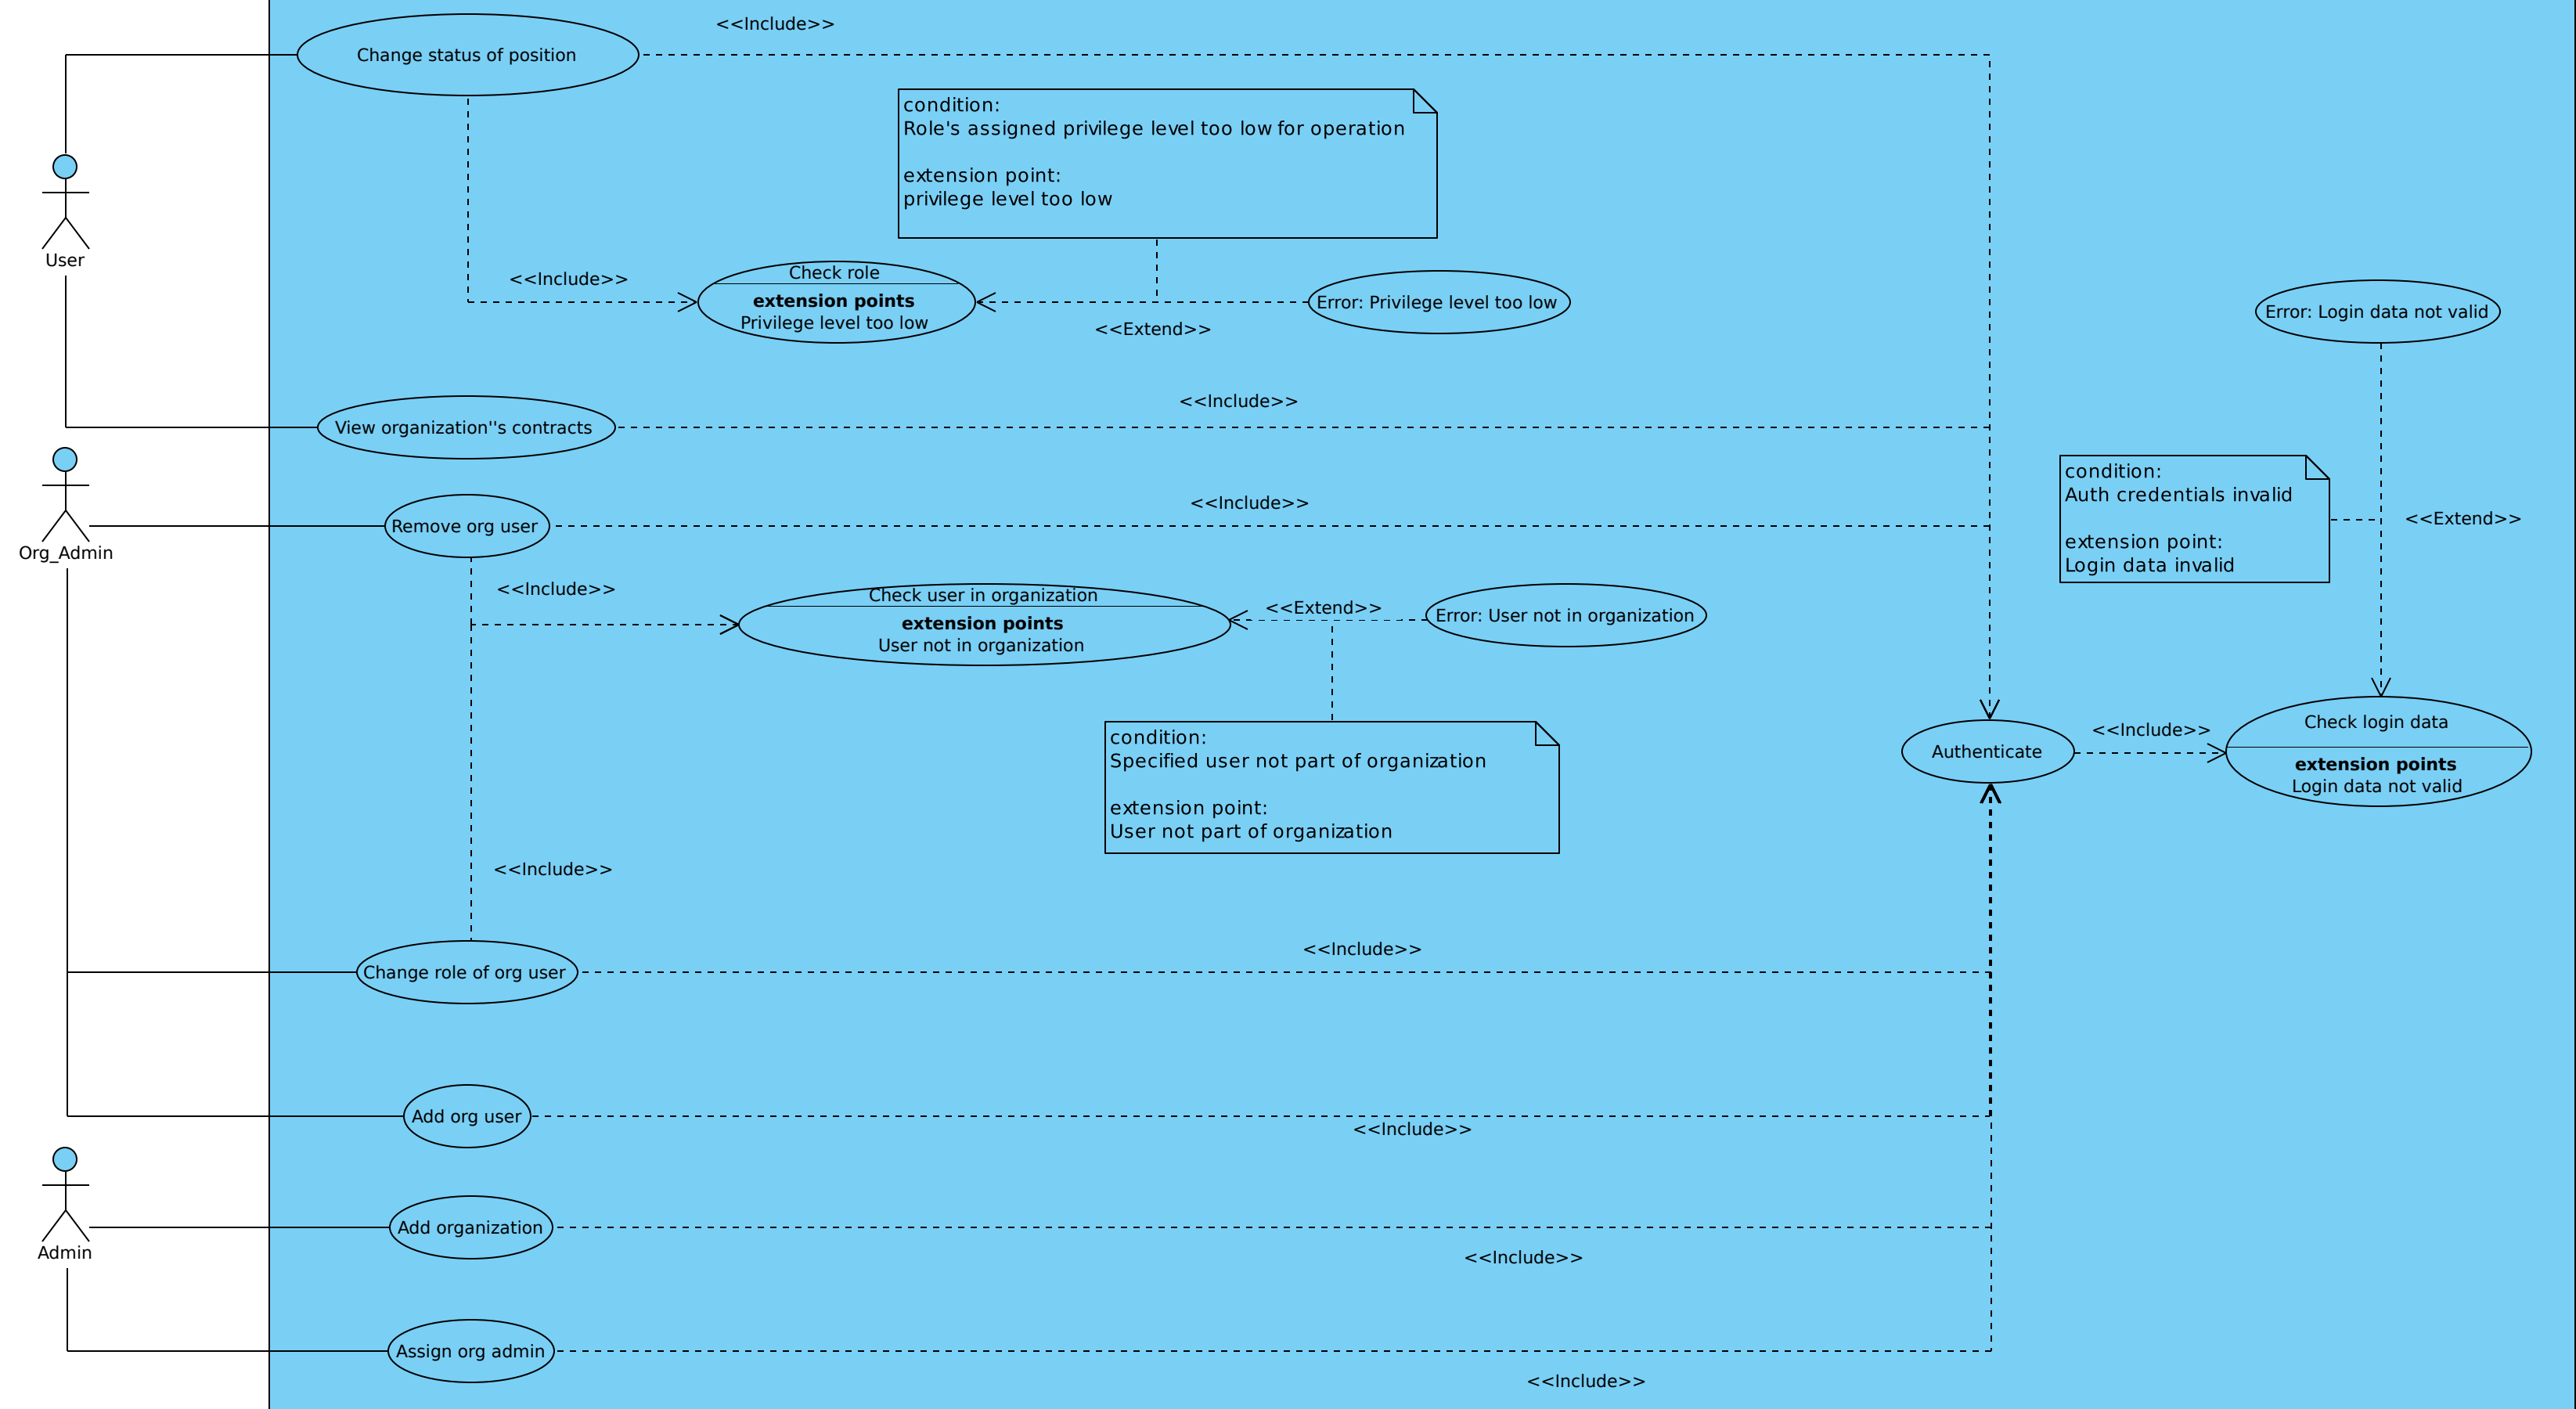 <<Include>>
Change status of position
condition:
Role's assigned privilege level too low for operation
extension point:
privilege level too low
User
<<Include>>
Check role
extension points
Privilege level too low
<<Extend>>
Error: Privilege level too low
Error: Login data not valid
View organization''s contracts
<<Include>>
Org_Admin
Remove org user
<<Include>>
condition:
Auth credentials invalid
extension point:
Login data invalid
<<Extend>>
<<Include>>
Check user in organization
extension points
User not in organization
<<Extend>>
Error: User not in organization
condition:
Specified user not part of organization
extension point:
User not part of organization
Authenticate
<<Include>>
Check login data
extension points
Login data not valid
<<Include>>
Change role of org user
<<Include>>
Add org user
<<Include>>
Admin
Add organization
<<Include>>
Assign org admin
<<Include>>